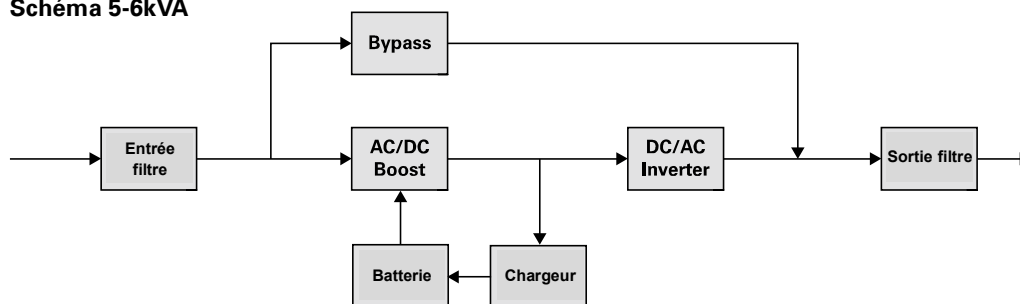 Schéma 5-6kVA
Bypass
Entrée
filtre
AC/DC
Boost
DC/AC
Inverter
Sortie filtre
Batterie
Chargeur